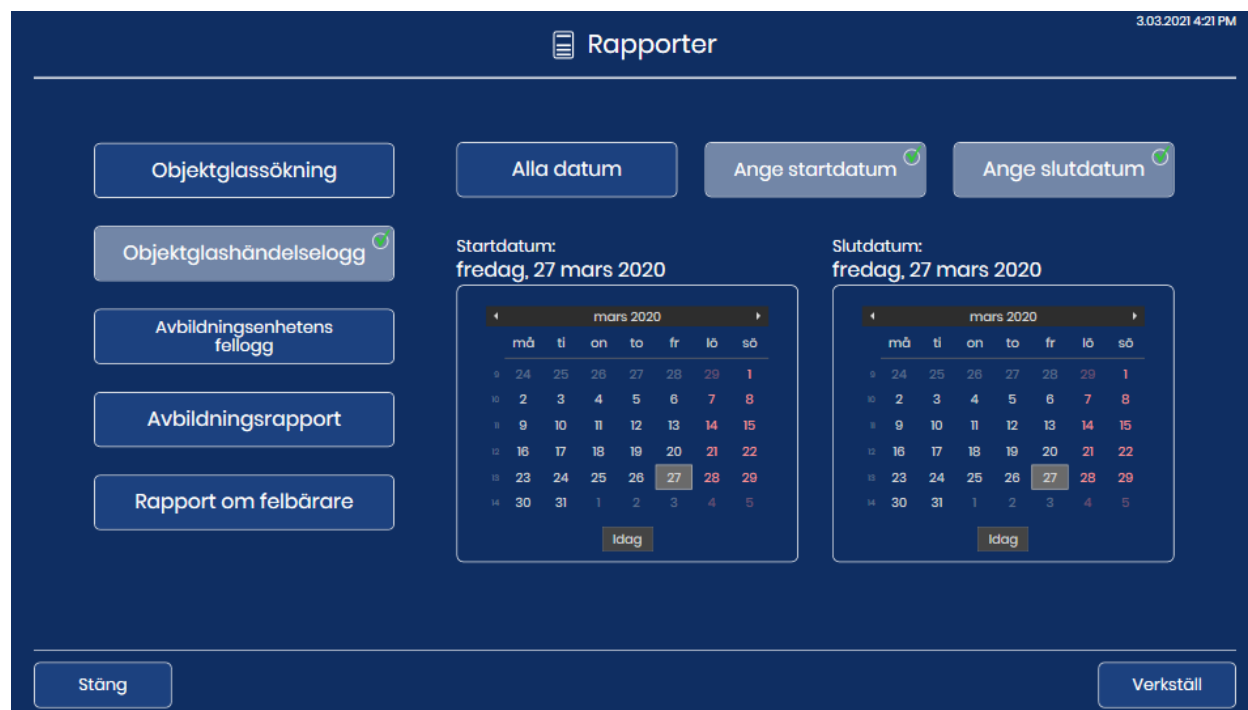 3.03.2021 4:21 PM
Rapporter
Objektglassökning
Objektglashändelselogg
Avbildningsenhetens
fellogg
Avbildningsrapport
Rapport om felbärare
Alla datum
Ange startdatum
Ange slutdatum
Startdatum:
fredag, 27 mars 2020
mars 2020
må ti on to fr lö sö
9 24 25 26 27 28 29 1
10 2 3 4 5 6 7 8
11 9 10 11 12 13 14 15
12 16 17 18 19 20 21 22
13 23 24 25 26 27 28 29
14 30 31 1 2 3 4 5
Idag
Slutdatum:
fredag, 27 mars 2020
mars 2020
må ti on to fr lö sö
9 24 25 26 27 28 29 1
10 2 3 4 5 6 7 8
11 9 10 11 12 13 14 15
12 16 17 18 19 20 21 22
13 23 24 25 26 27 28 29
14 30 31 1 2 3 4 5
Idag
Stäng
Verkställ